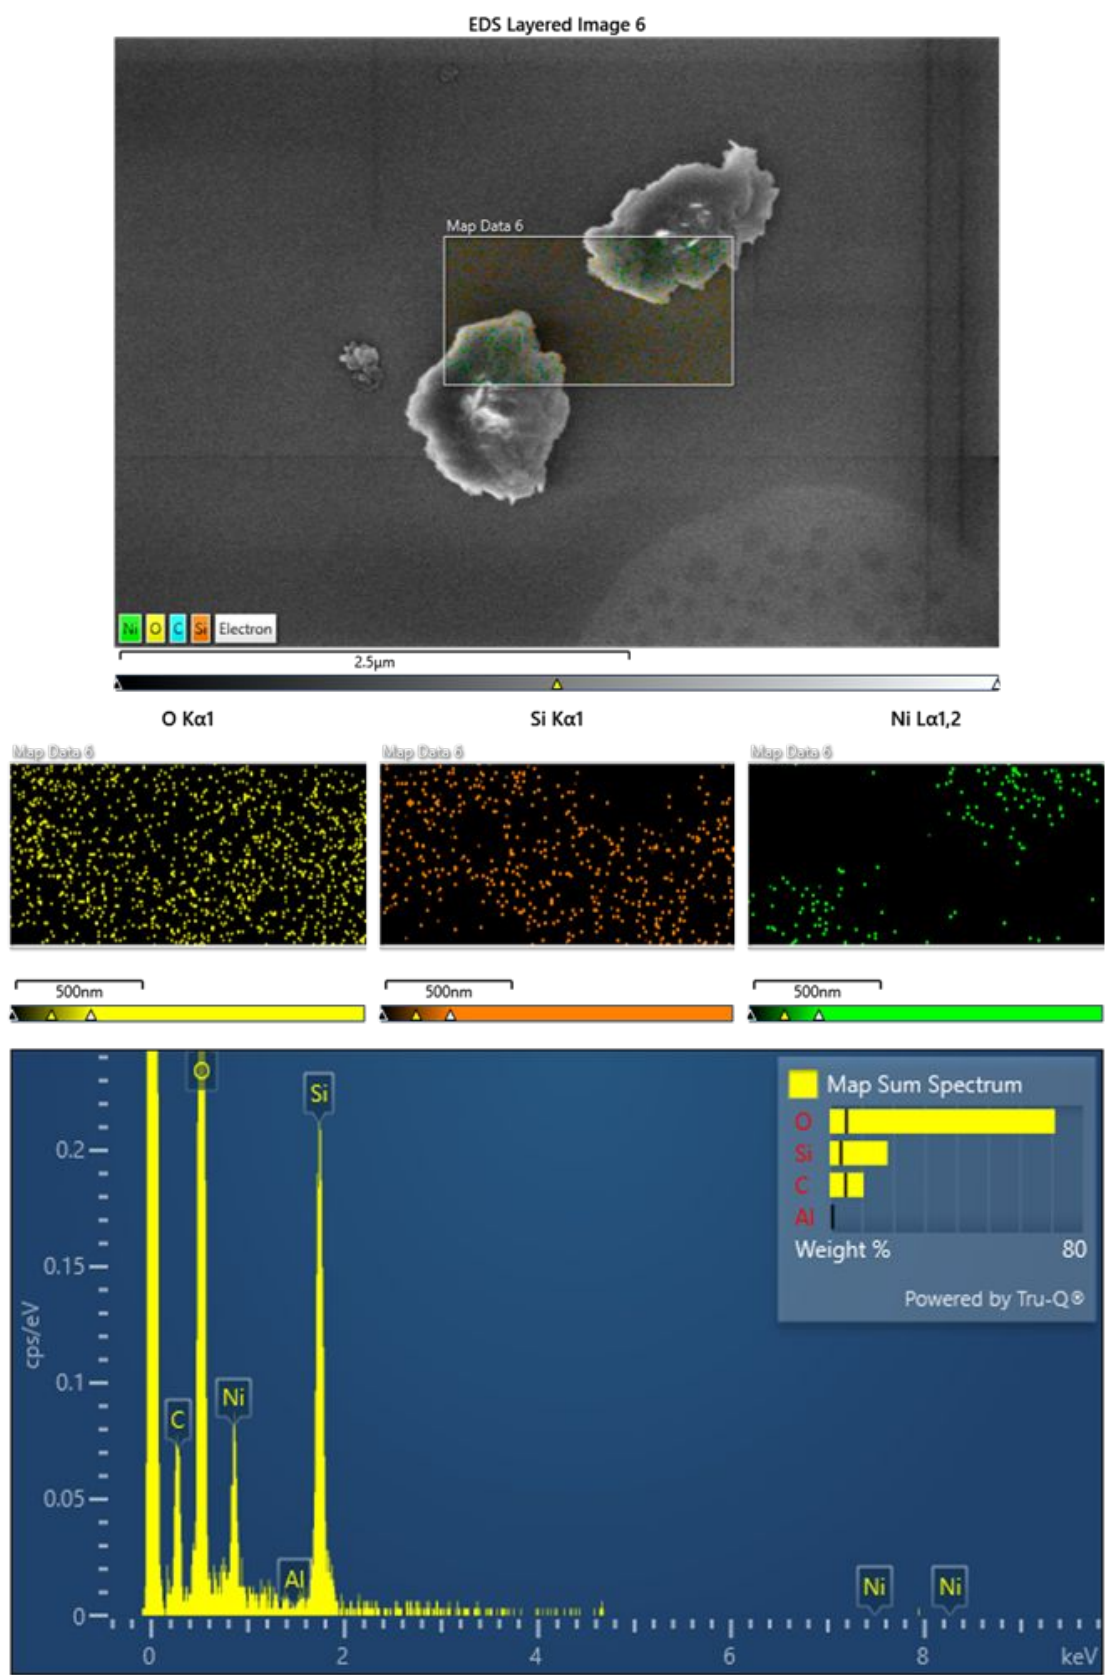 EDS Layered Image 6
Map Data 6
Ni O C Si Electron
2.5μm
O Kα1 Si Kα1 Ni Lα1,2
Map Data 6 Map Data 6 Map Data 6
500nm 500nm 500nm
O
Si
Map Sum Spectrum
O
Si
C
Al
Weight % 80
Powered by Tru-Q®
0.2
0.15
cps/eV
0.1
Ni
C
0.05
Al
Ni Ni
0
0 2 4 6 8 keV